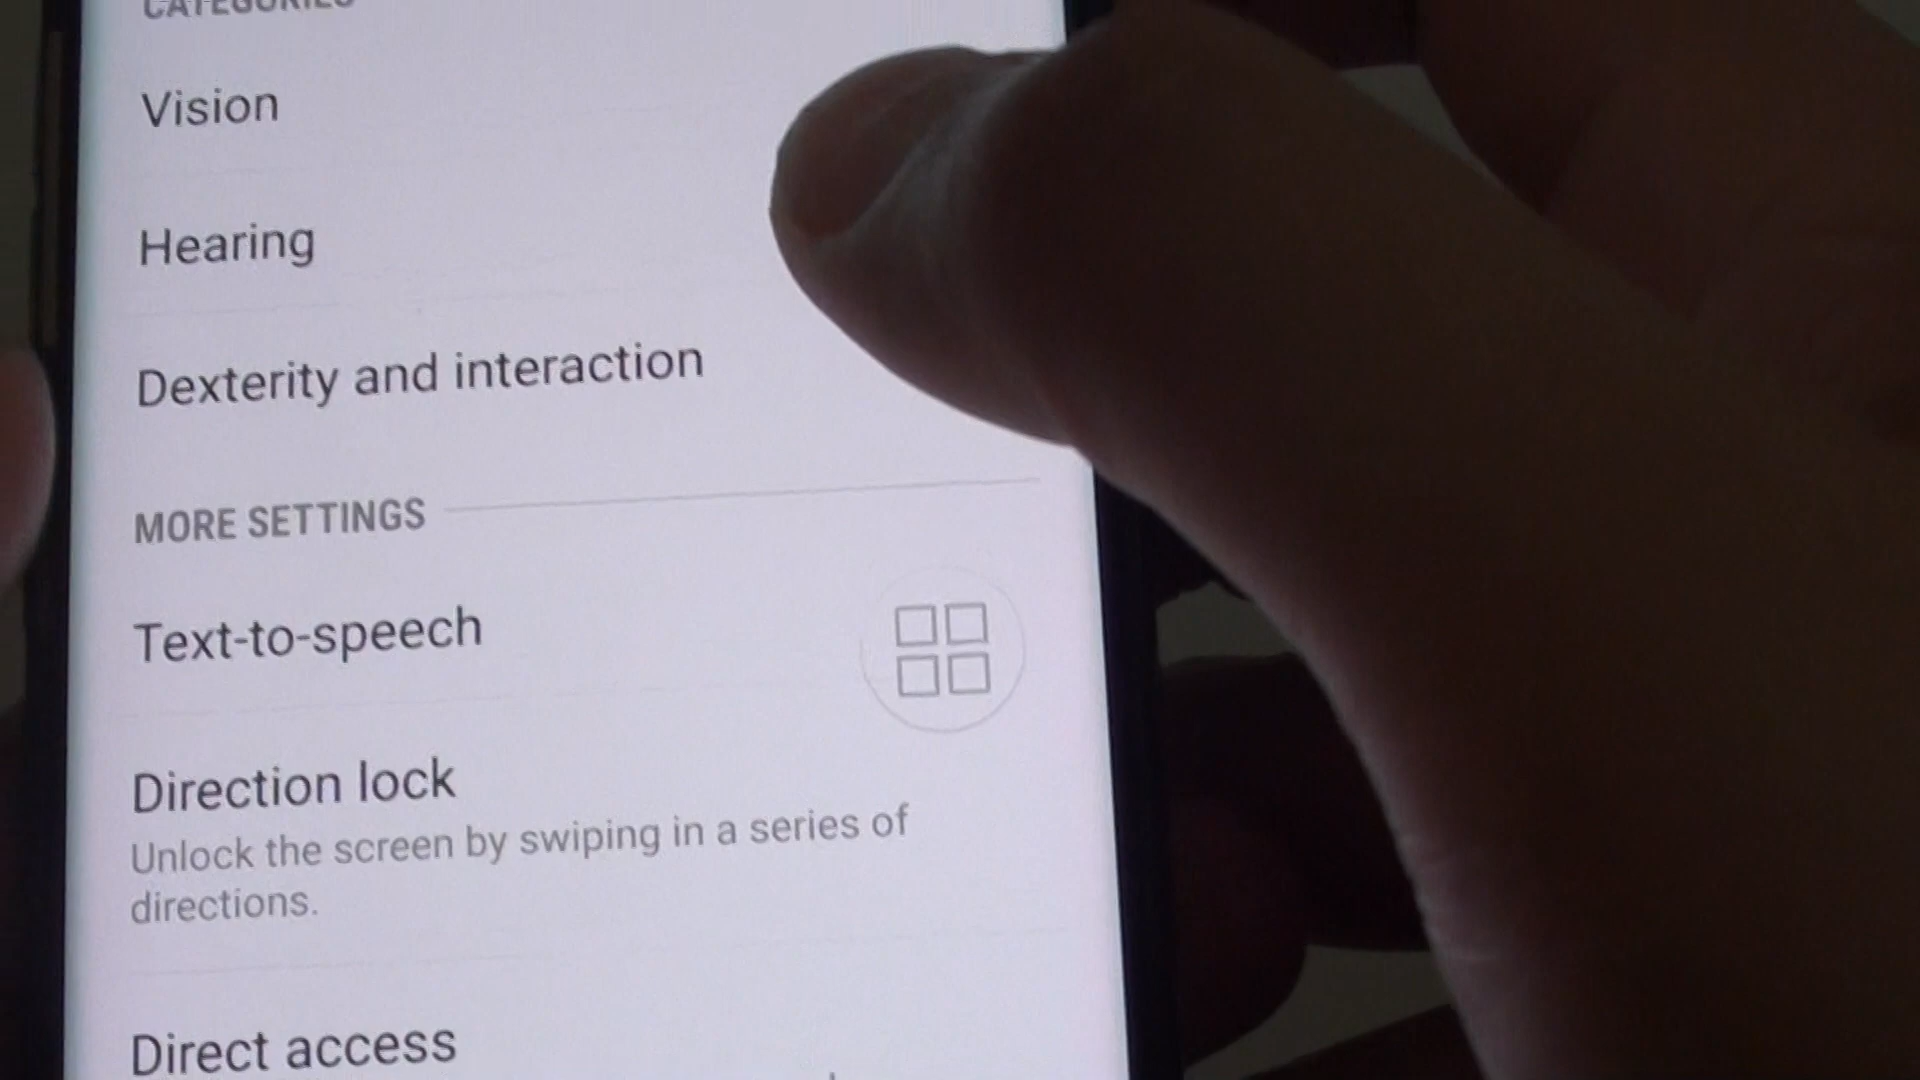 CATEGORIES
Vision
Hearing
Dexterity and interaction
MORE SETTINGS
Text-to-speech
Direction lock
Unlock the screen by swiping in a series of
directions.
Direct access